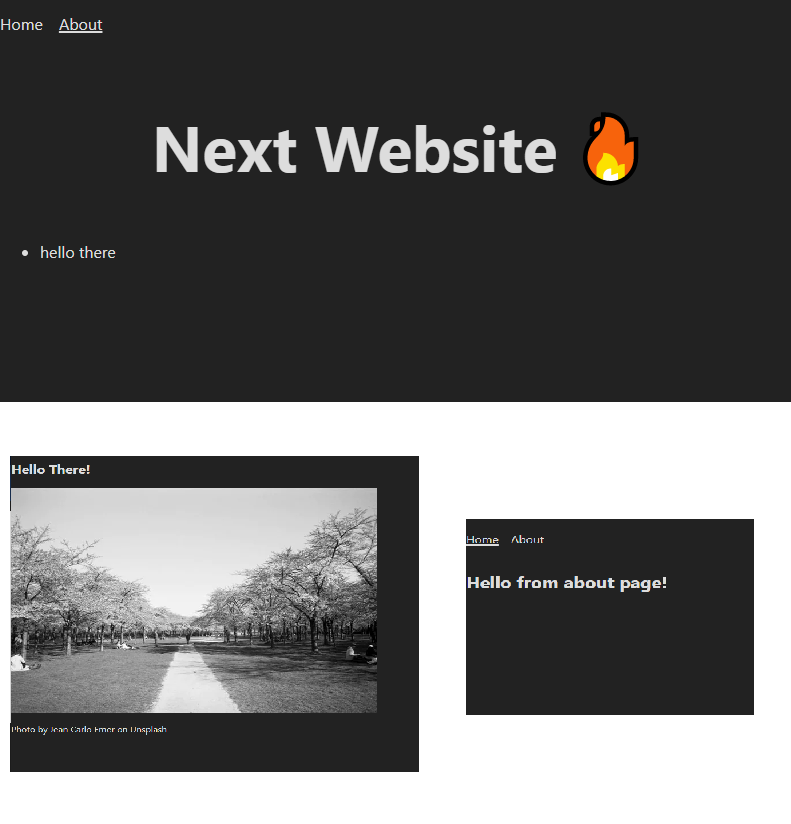 Home About
Next Website 🔥
hello there
Hello There!
Photo by Jean Carlo Emer on Unsplash
Home About
Hello from about page!